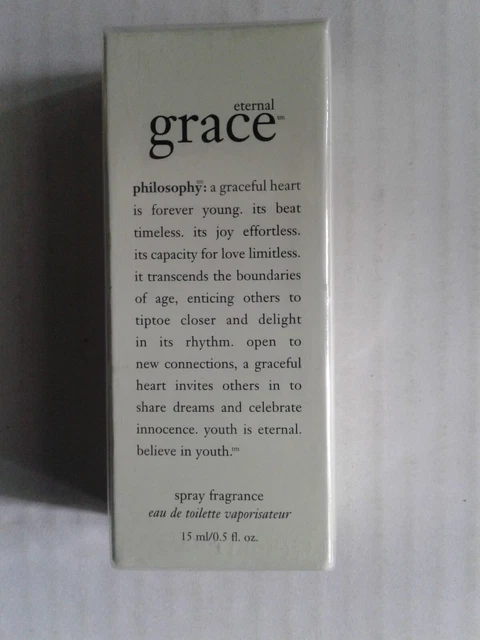 eternal
grace™
philosophy:™ a graceful heart
is forever young. its beat
timeless. its joy effortless.
its capacity for love limitless.
it transcends the boundaries
of age, enticing others to
tiptoe closer and delight
in its rhythm. open to
new connections, a graceful
heart invites others in to
share dreams and celebrate
innocence. youth is eternal.
believe in youth.™
spray fragrance
eau de toilette vaporisateur
15 ml/0.5 fl. oz.